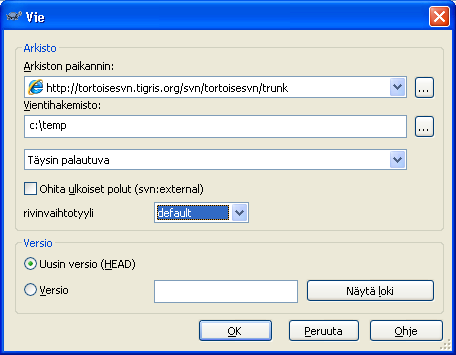 Vie
Arkisto
Arkiston paikannin:
http://tortoisesvn.tigris.org/svn/tortoisesvn/trunk
...
Vientihakemisto:
c:\temp
...
Täysin palautuva
Ohita ulkoiset polut (svn:external)
rivinvaihtotyyli default
Versio
Uusin versio (HEAD)
Versio Näytä loki
OK Peruuta Ohje